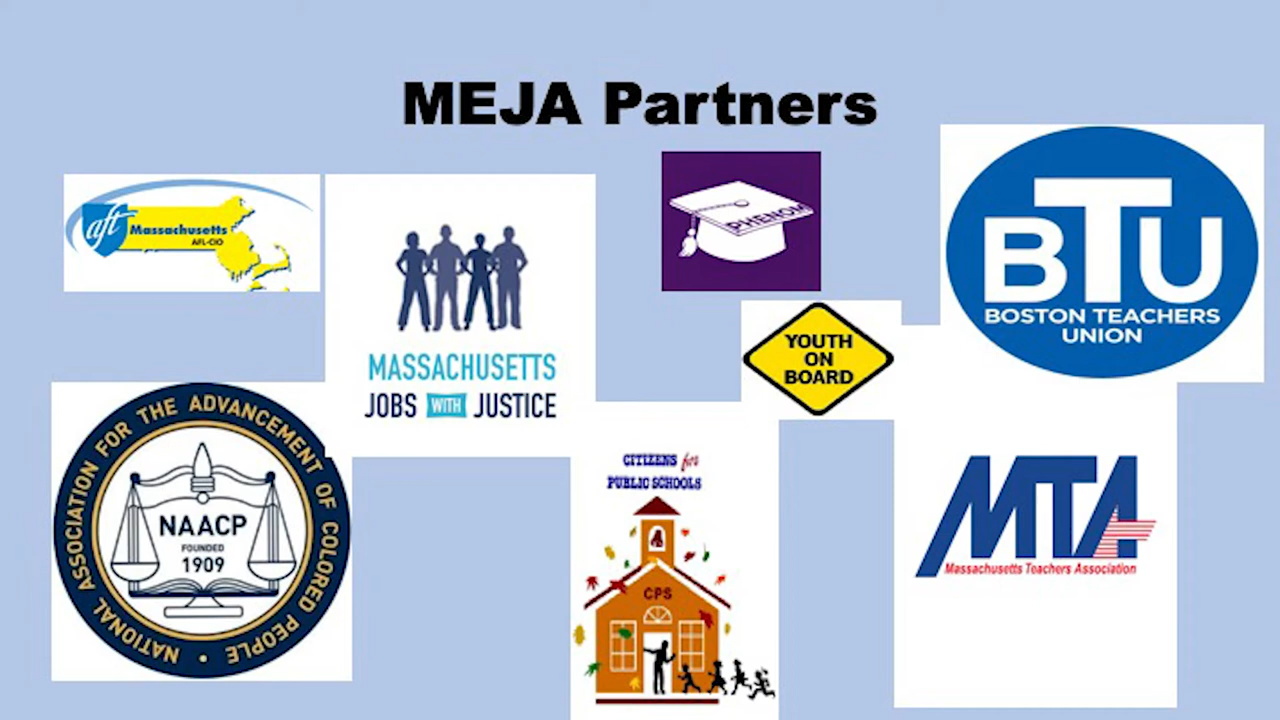 MEJA Partners
aft
Massachusetts
AFL-CIO
MASSACHUSETTS
JOBS WITH JUSTICE
PHENOM
BTU
BOSTON TEACHERS
UNION
YOUTH
ON
BOARD
NATIONAL ASSOCIATION FOR THE ADVANCEMENT OF COLORED PEOPLE •
NAACP
FOUNDED
1909
CITIZENS for
PUBLIC SCHOOLS
CPS
MTA
Massachusetts Teachers Association